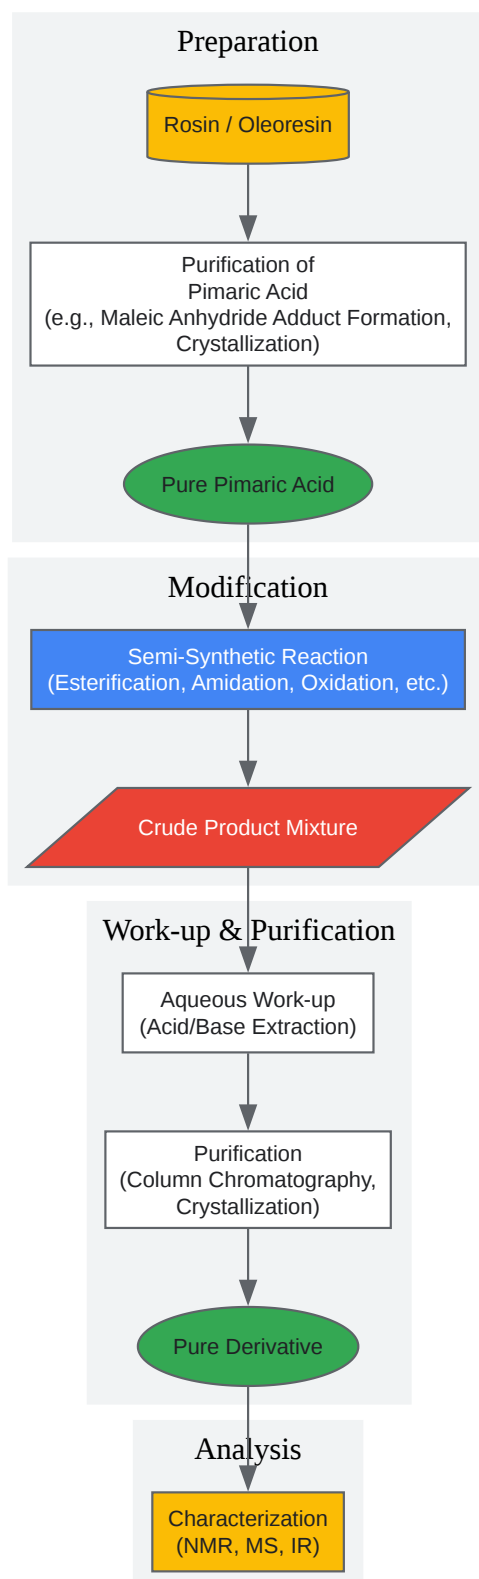 Preparation
Rosin / Oleoresin
Purification of
Pimaric Acid
(e.g., Maleic Anhydride Adduct Formation,
Crystallization)
Pure Pimaric Acid
Modification
Semi-Synthetic Reaction
(Esterification, Amidation, Oxidation, etc.)
Crude Product Mixture
Work-up & Purification
Aqueous Work-up
(Acid/Base Extraction)
Purification
(Column Chromatography,
Crystallization)
Pure Derivative
Analysis
Characterization
(NMR, MS, IR)